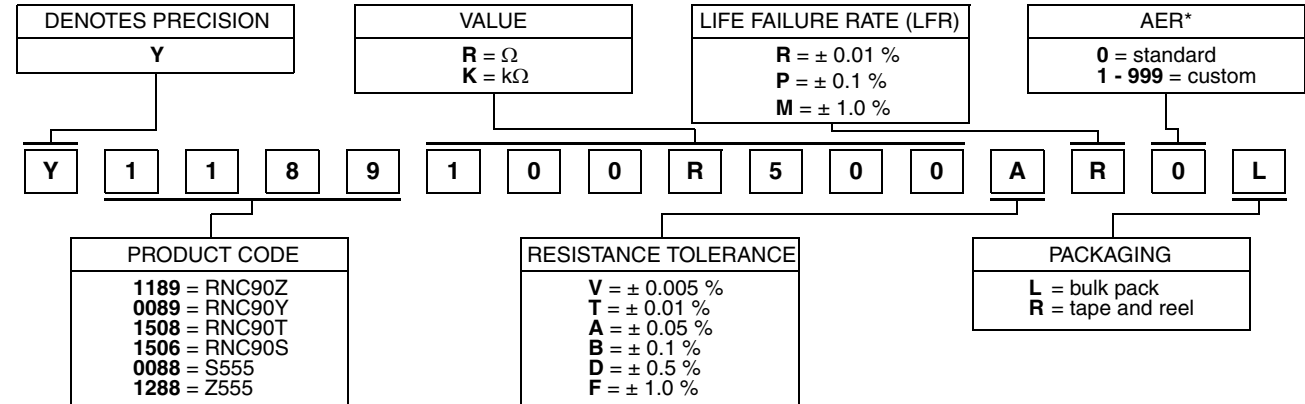 DENOTES PRECISION
Y
VALUE
R = Ω
K = kΩ
LIFE FAILURE RATE (LFR)
R = ± 0.01 %
P = ± 0.1 %
M = ± 1.0 %
AER*
0 = standard
1 - 999 = custom
Y 1 1 8 9 1 0 0 R 5 0 0 A R 0 L
PRODUCT CODE
1189 = RNC90Z
0089 = RNC90Y
1508 = RNC90T
1506 = RNC90S
0088 = S555
1288 = Z555
RESISTANCE TOLERANCE
V = ± 0.005 %
T = ± 0.01 %
A = ± 0.05 %
B = ± 0.1 %
D = ± 0.5 %
F = ± 1.0 %
PACKAGING
L = bulk pack
R = tape and reel